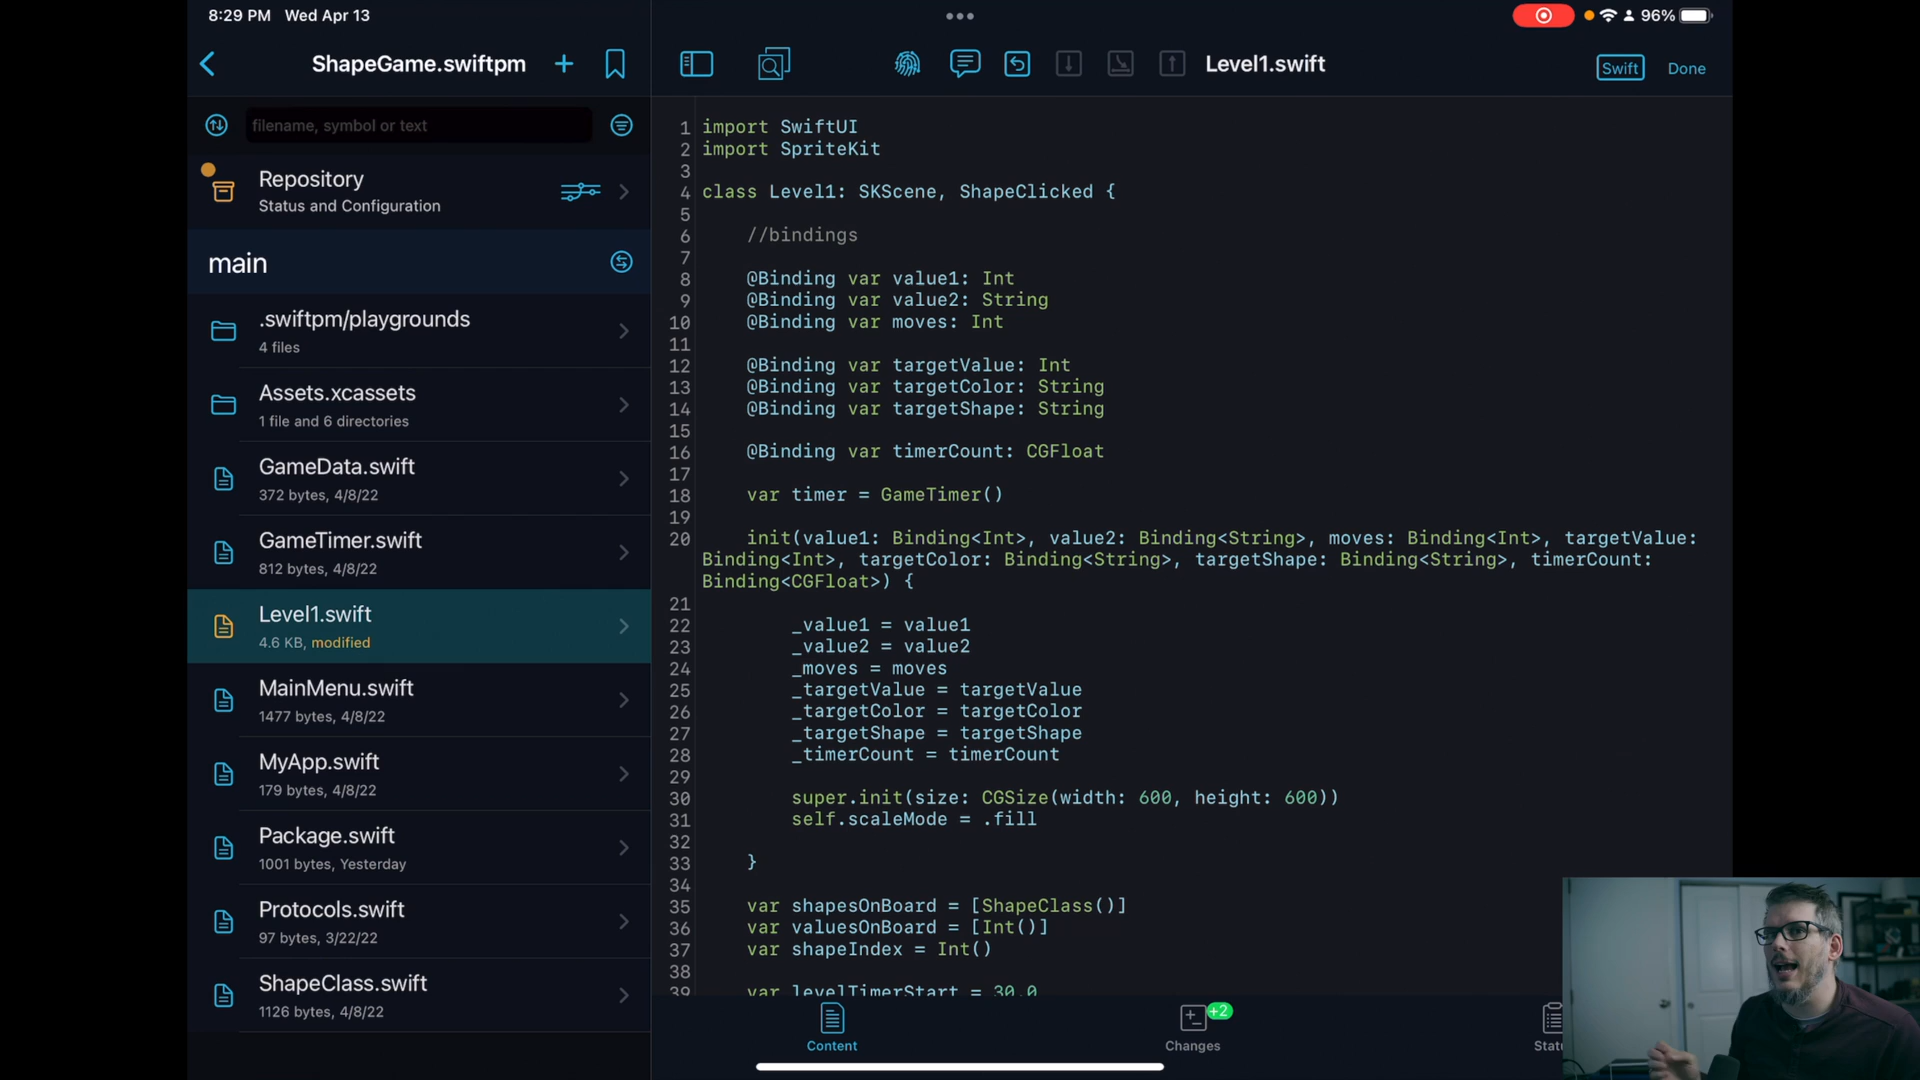 8:29 PM Wed Apr 13
96%
ShapeGame.swiftpm
Level1.swift
Swift
Done
filename, symbol or text
Repository
Status and Configuration
main
.swiftpm/playgrounds
4 files
Assets.xcassets
1 file and 6 directories
GameData.swift
372 bytes, 4/8/22
GameTimer.swift
812 bytes, 4/8/22
Level1.swift
4.6 KB, modified
MainMenu.swift
1477 bytes, 4/8/22
MyApp.swift
179 bytes, 4/8/22
Package.swift
1001 bytes, Yesterday
Protocols.swift
97 bytes, 3/22/22
ShapeClass.swift
1126 bytes, 4/8/22
1 import SwiftUI
2 import SpriteKit
3
4 class Level1: SKScene, ShapeClicked {
5
6 //bindings
7
8 @Binding var value1: Int
9 @Binding var value2: String
10 @Binding var moves: Int
11
12 @Binding var targetValue: Int
13 @Binding var targetColor: String
14 @Binding var targetShape: String
15
16 @Binding var timerCount: CGFloat
17
18 var timer = GameTimer()
19
20 init(value1: Binding<Int>, value2: Binding<String>, moves: Binding<Int>, targetValue:
Binding<Int>, targetColor: Binding<String>, targetShape: Binding<String>, timerCount:
Binding<CGFloat>) {
21
22 _value1 = value1
23 _value2 = value2
24 _moves = moves
25 _targetValue = targetValue
26 _targetColor = targetColor
27 _targetShape = targetShape
28 _timerCount = timerCount
29
30 super.init(size: CGSize(width: 600, height: 600))
31 self.scaleMode = .fill
32
33 }
34
35 var shapesOnBoard = [ShapeClass()]
36 var valuesOnBoard = [Int()]
37 var shapeIndex = Int()
38
39 var levelTimerStart = 30.0
Content
+2
Changes